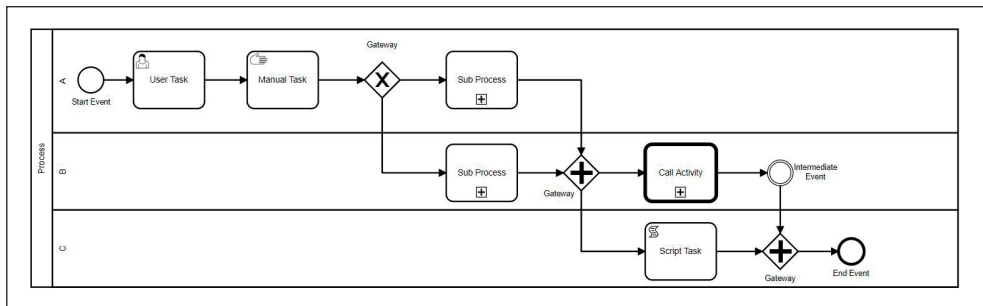 Process
A
Start Event
User Task
Manual Task
Gateway
Sub Process
B
Sub Process
Gateway
Call Activity
Intermediate
Event
C
Script Task
Gateway
End Event